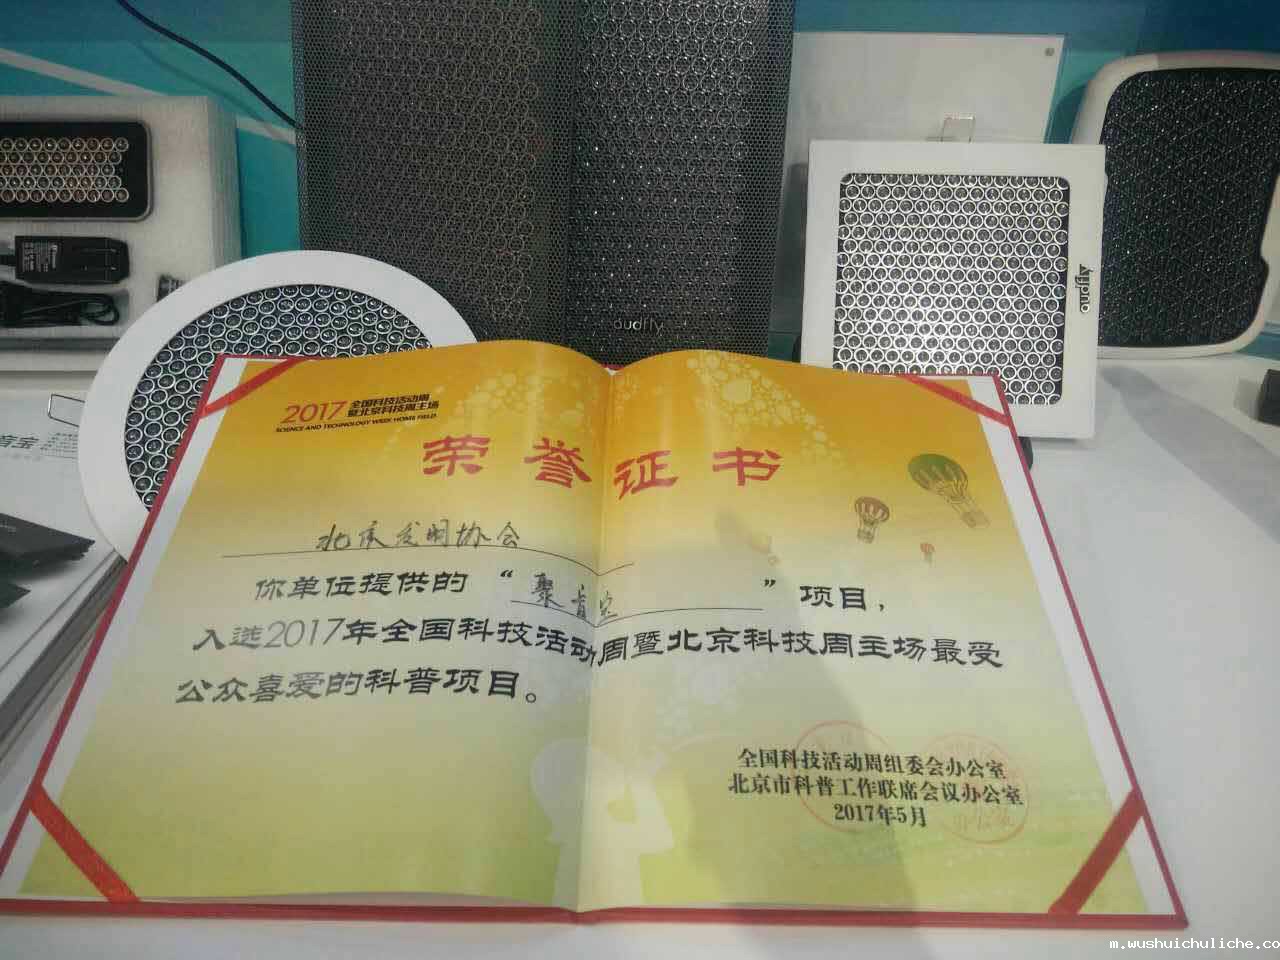 audfly
audfly
音宝
2017 全国科技活动周
暨北京科技周主场
SCIENCE AND TECHNOLOGY WEEK HOME FIELD
荣誉证书
北京发明协会
你单位提供的“聚音宝”项目，
入选2017年全国科技活动周暨北京科技周主场最受
公众喜爱的科普项目。
全国科技活动周组委会办公室
北京市科普工作联席会议办公室
2017年5月
m.wushuichuliche.co